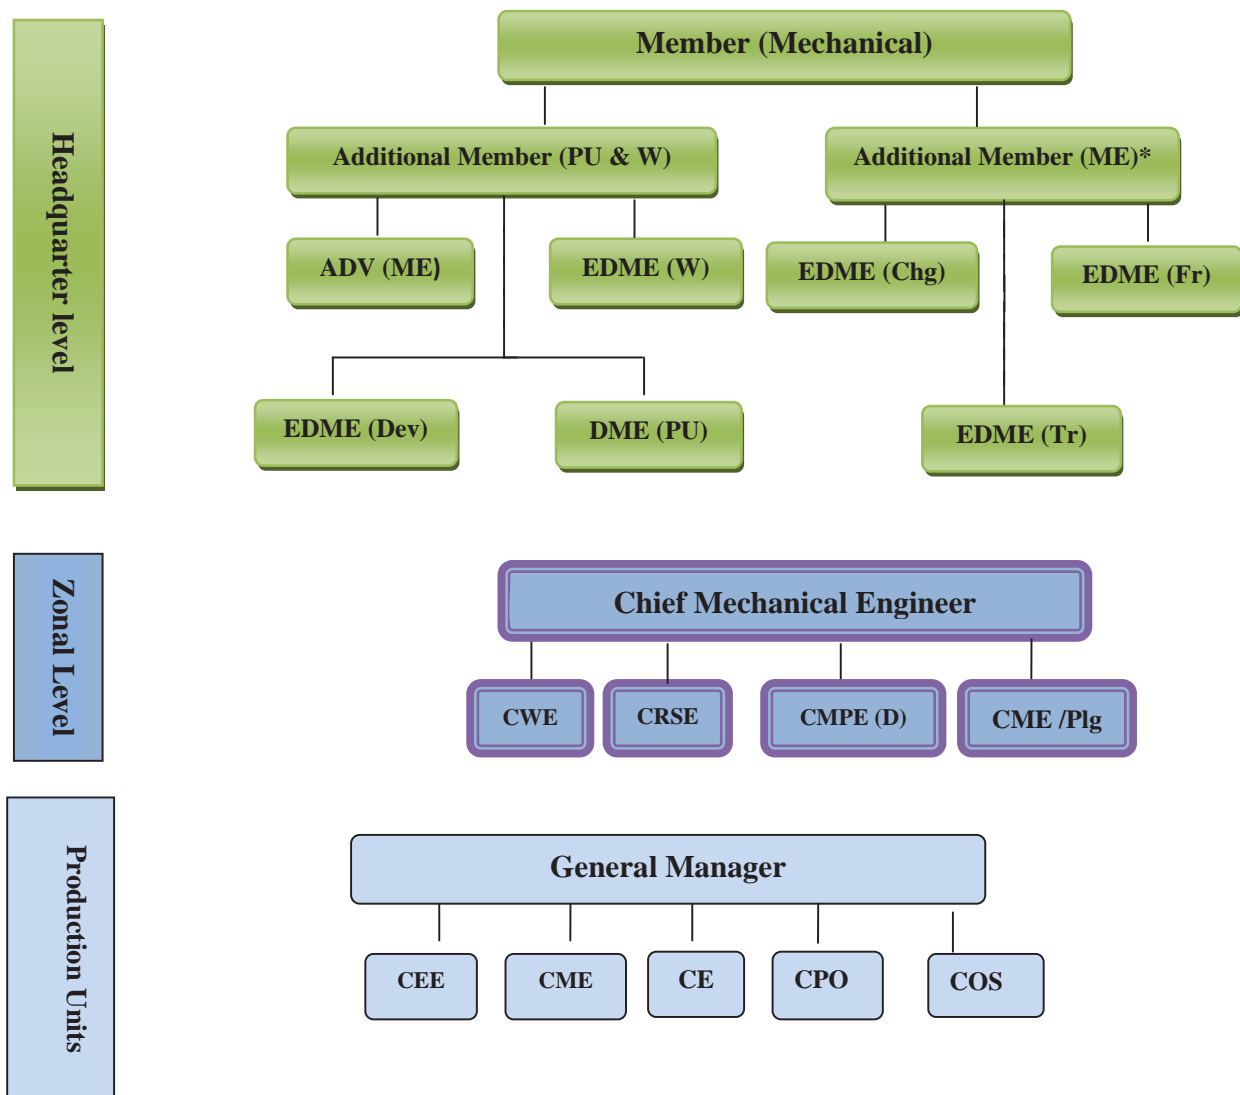 Headquarter level
Member (Mechanical)
Additional Member (PU & W)
Additional Member (ME)*
ADV (ME)
EDME (W)
EDME (Chg)
EDME (Fr)
EDME (Dev)
DME (PU)
EDME (Tr)
Zonal Level
Chief Mechanical Engineer
CWE
CRSE
CMPE (D)
CME /Plg
Production Units
General Manager
CEE
CME
CE
CPO
COS